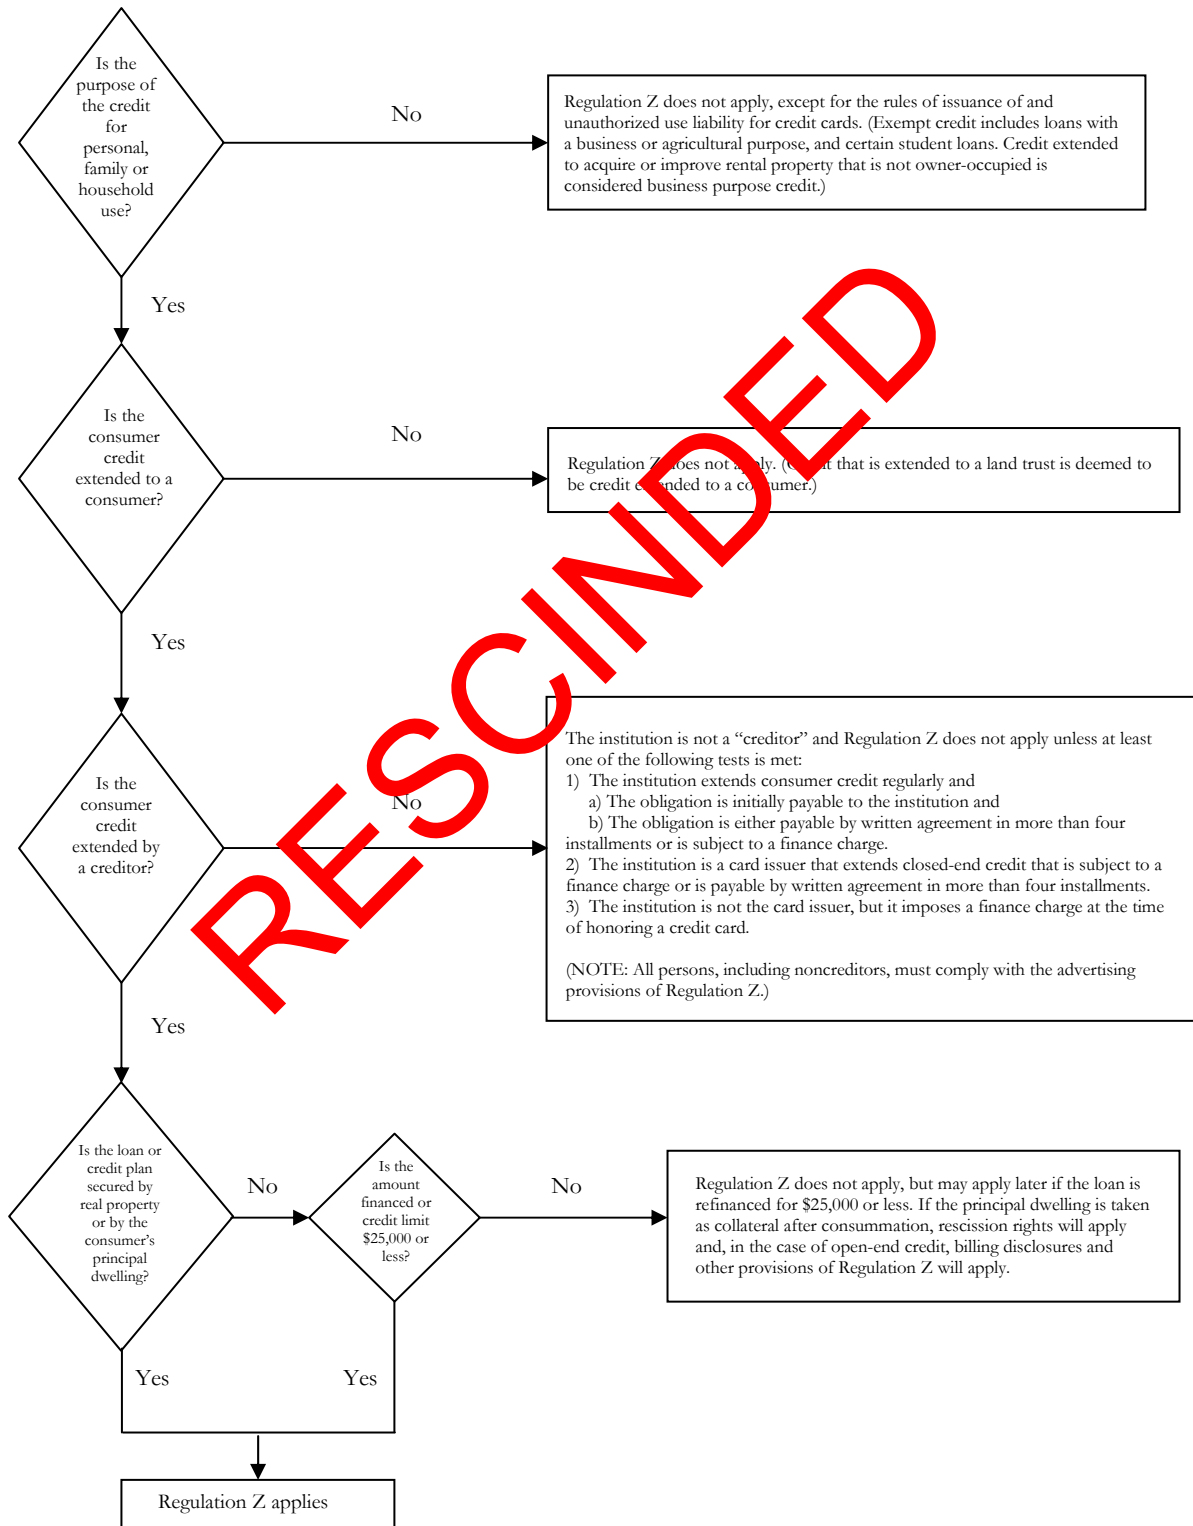 Is the
purpose of
the credit
for
personal,
family or
household
use?
No
Regulation Z does not apply, except for the rules of issuance of and
unauthorized use liability for credit cards. (Exempt credit includes loans with
a business or agricultural purpose, and certain student loans. Credit extended
to acquire or improve rental property that is not owner-occupied is
considered business purpose credit.)
Yes
Is the
consumer
credit
extended to a
consumer?
No
Regulation Z does not apply. (Credit that is extended to a land trust is deemed to
be credit extended to a consumer.)
Yes
Is the
consumer
credit
extended by
a creditor?
No
The institution is not a “creditor” and Regulation Z does not apply unless at least
one of the following tests is met:
1) The institution extends consumer credit regularly and
a) The obligation is initially payable to the institution and
b) The obligation is either payable by written agreement in more than four
installments or is subject to a finance charge.
2) The institution is a card issuer that extends closed-end credit that is subject to a
finance charge or is payable by written agreement in more than four installments.
3) The institution is not the card issuer, but it imposes a finance charge at the time
of honoring a credit card.
(NOTE: All persons, including noncreditors, must comply with the advertising
provisions of Regulation Z.)
Yes
Is the loan or
credit plan
secured by
real property
or by the
consumer's
principal
dwelling?
No
Is the
amount
financed or
credit limit
$25,000 or
less?
No
Regulation Z does not apply, but may apply later if the loan is
refinanced for $25,000 or less. If the principal dwelling is taken
as collateral after consummation, rescission rights will apply
and, in the case of open-end credit, billing disclosures and
other provisions of Regulation Z will apply.
Yes
Yes
Regulation Z applies
RESCINDED